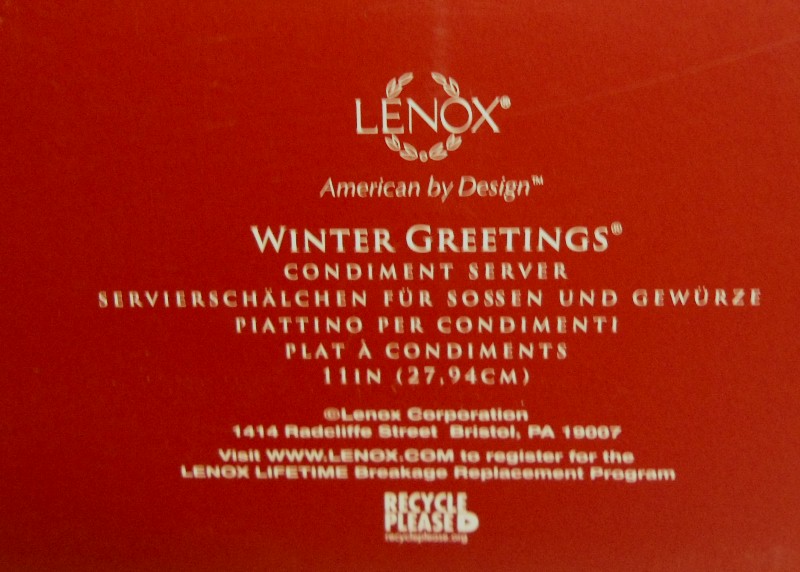 LENOX®
American by Design™
WINTER GREETINGS®
CONDIMENT SERVER
SERVIERSCHÄLCHEN FÜR SOSSEN UND GEWÜRZE
PIATTINO PER CONDIMENTI
PLAT À CONDIMENTS
11IN (27,94CM)
©Lenox Corporation
1414 Radcliffe Street Bristol, PA 19007
Visit WWW.LENOX.COM to register for the
LENOX LIFETIME Breakage Replacement Program
RECYCLE
PLEASE
recycleplease.org